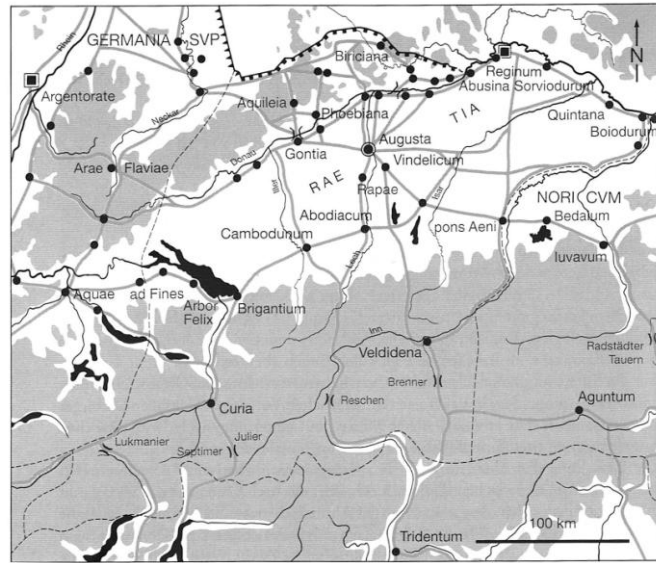 GERMANIA SVP
Rhein
Biriciana
N
Reginum
Argentorate
Abusina Sorviodurum
Aquileia
Phoebiana
TIA
Quintana
Neckar
Boiodurum
Augusta
Gontia
Vindelicum
Arae Flaviae
Donau
RAE
Rapae
Iller
Isar
NORICVM
Abodiacum
Bedaium
Cambodunum
pons Aeni
Lech
Iuvavum
Aquae
ad Fines
Arbor
Felix
Brigantium
Inn
Veldidena
Radstädter
Tauern
Brenner
Curia
Reschen
Aguntum
Julier
Lukmanier
Septimer
100 km
Tridentum